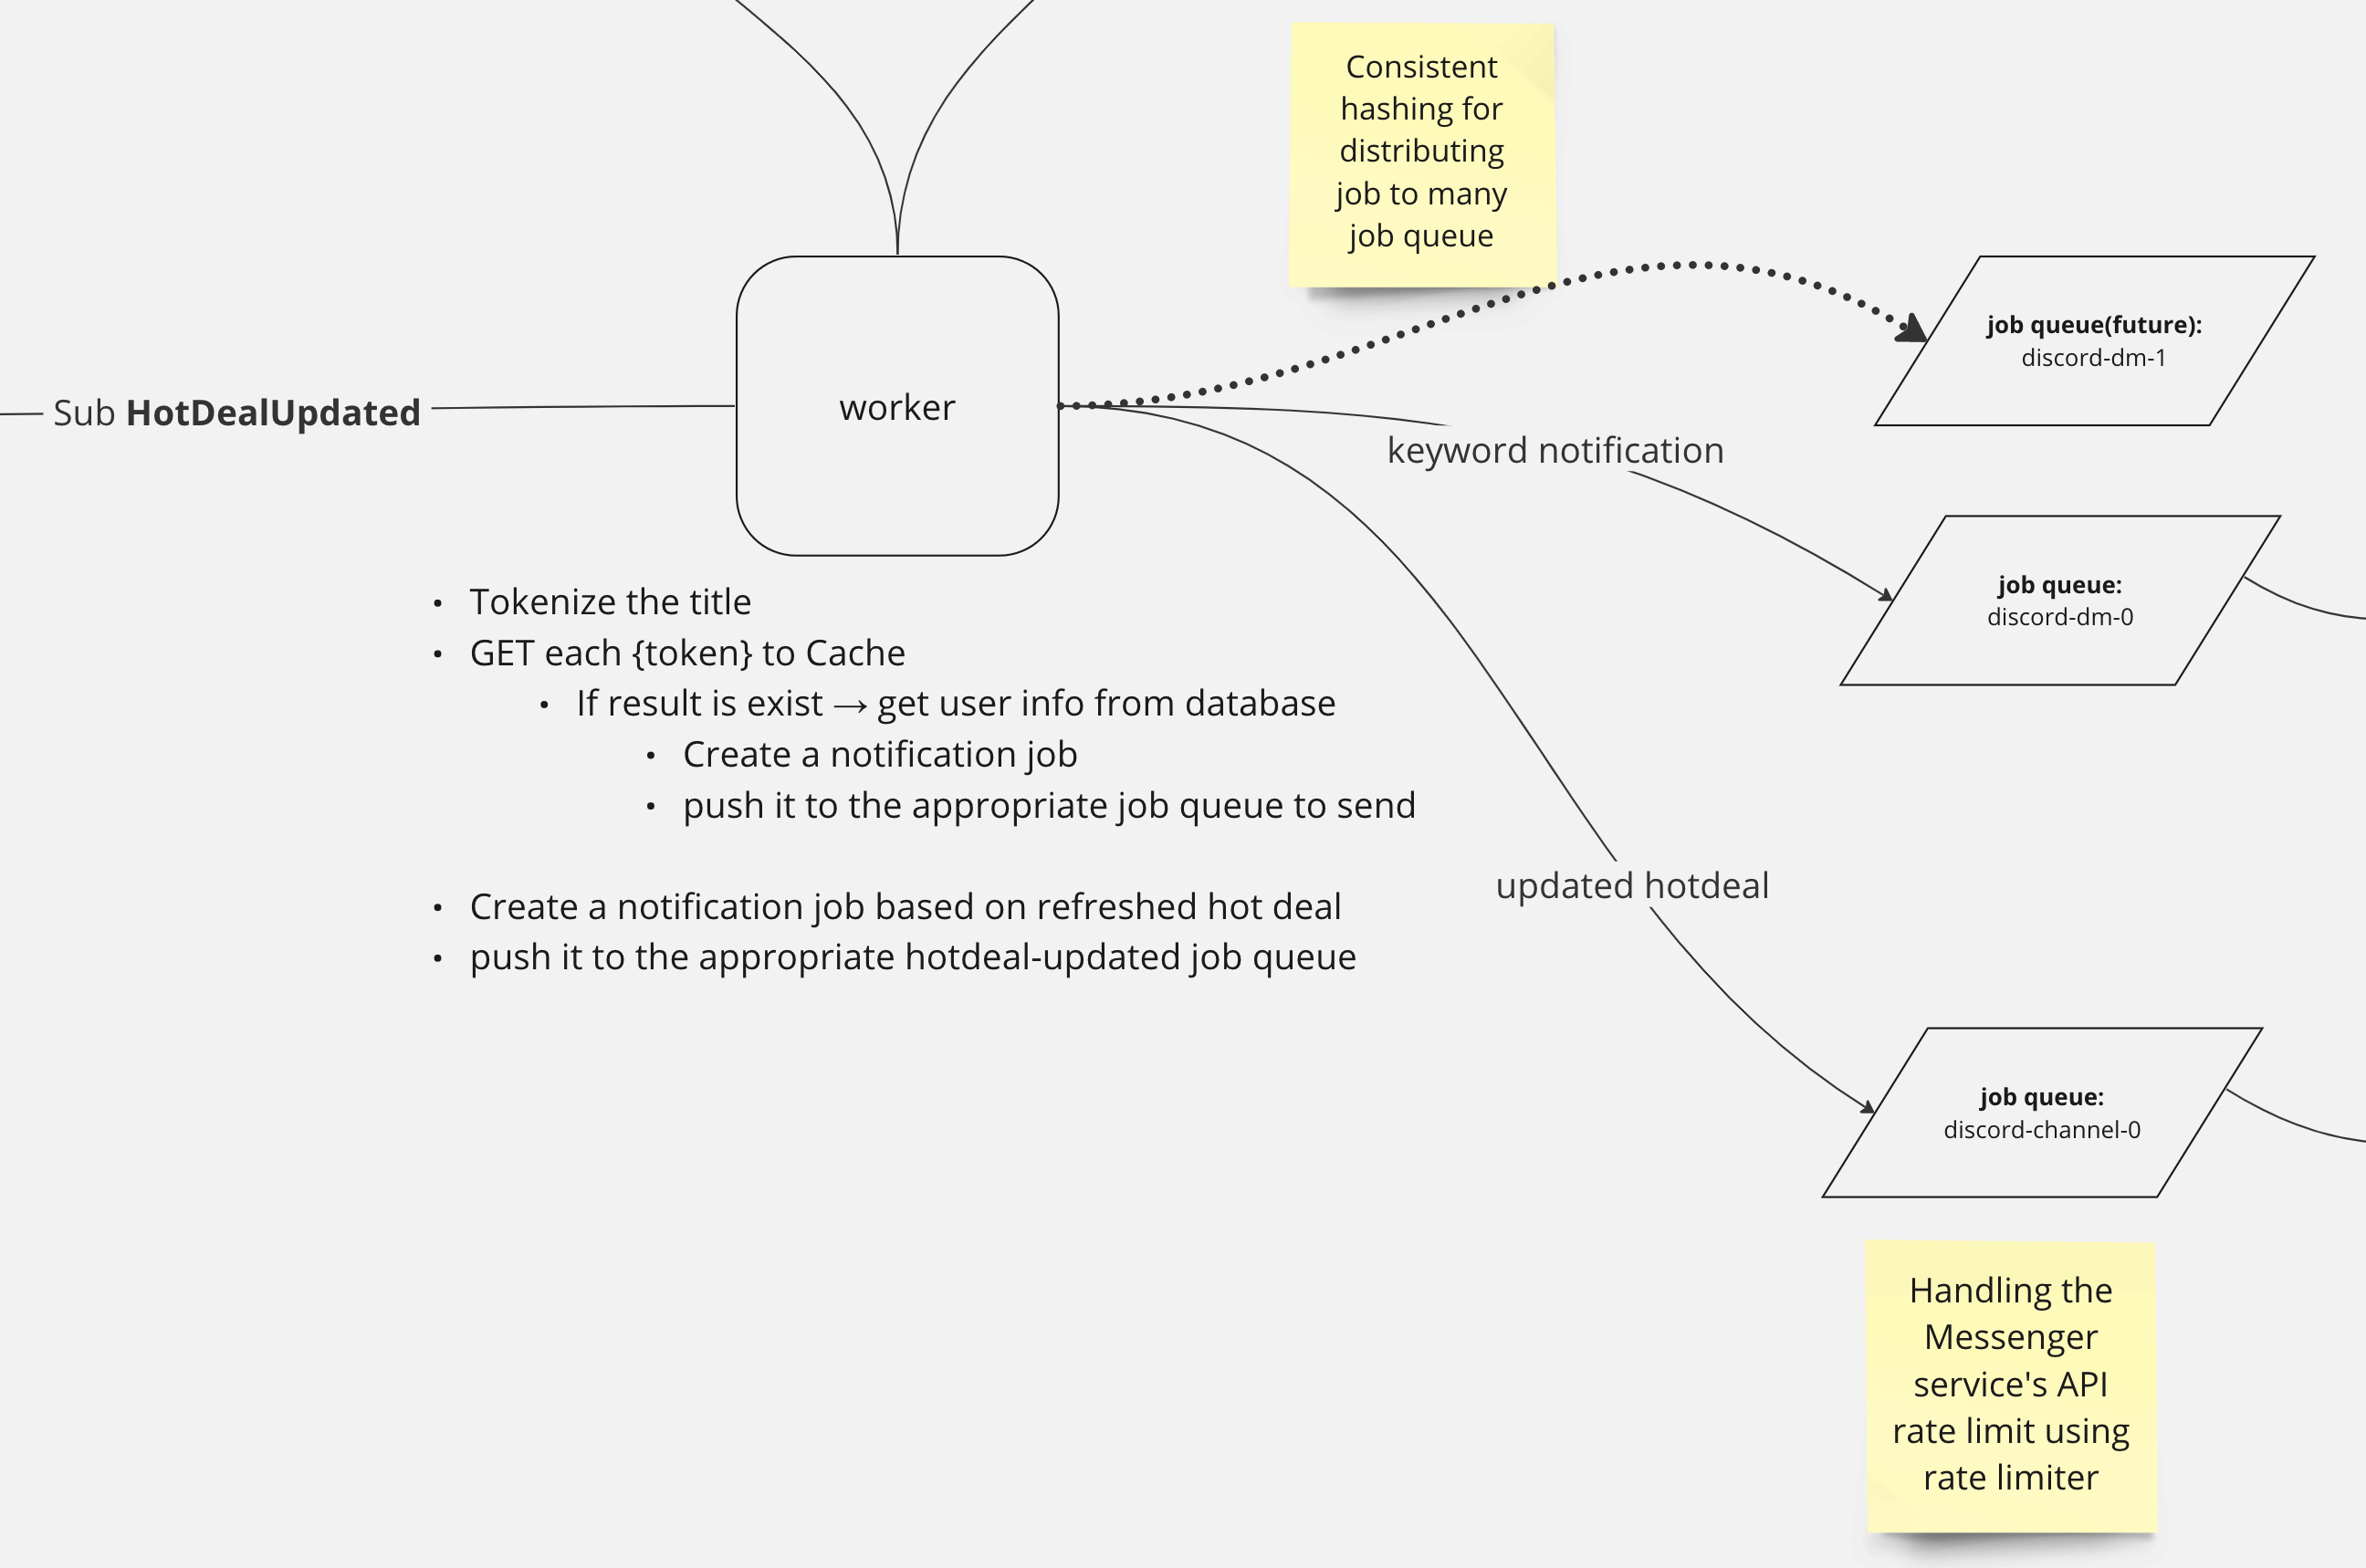 Consistent
hashing for
distributing
job to many
job queue
job queue(future):
discord-dm-1
Sub HotDealUpdated
worker
keyword notification
job queue:
discord-dm-0
• Tokenize the title
• GET each {token} to Cache
• If result is exist → get user info from database
• Create a notification job
• push it to the appropriate job queue to send
updated hotdeal
• Create a notification job based on refreshed hot deal
• push it to the appropriate hotdeal-updated job queue
job queue:
discord-channel-0
Handling the
Messenger
service's API
rate limit using
rate limiter